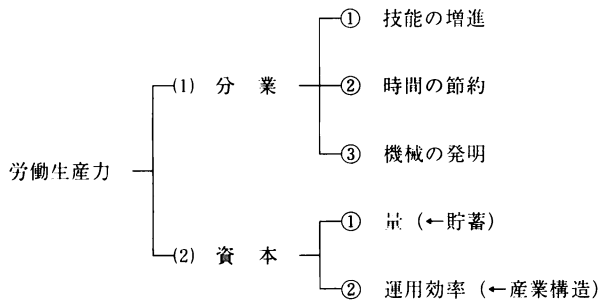 ① 技能の増進
(1) 分業
② 時間の節約
③ 機械の発明
労働生産力
① 量 (←貯蓄)
(2) 資本
② 運用効率 (←産業構造)